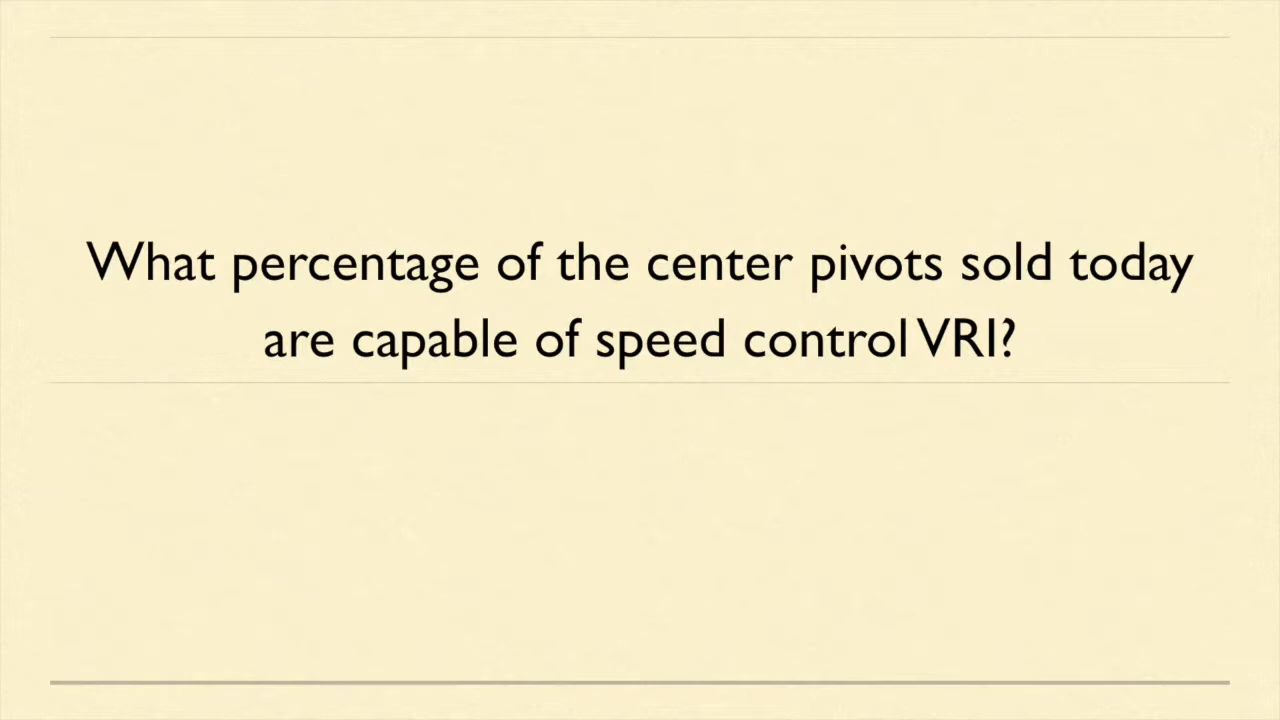 What percentage of the center pivots sold today
are capable of speed control VRI?